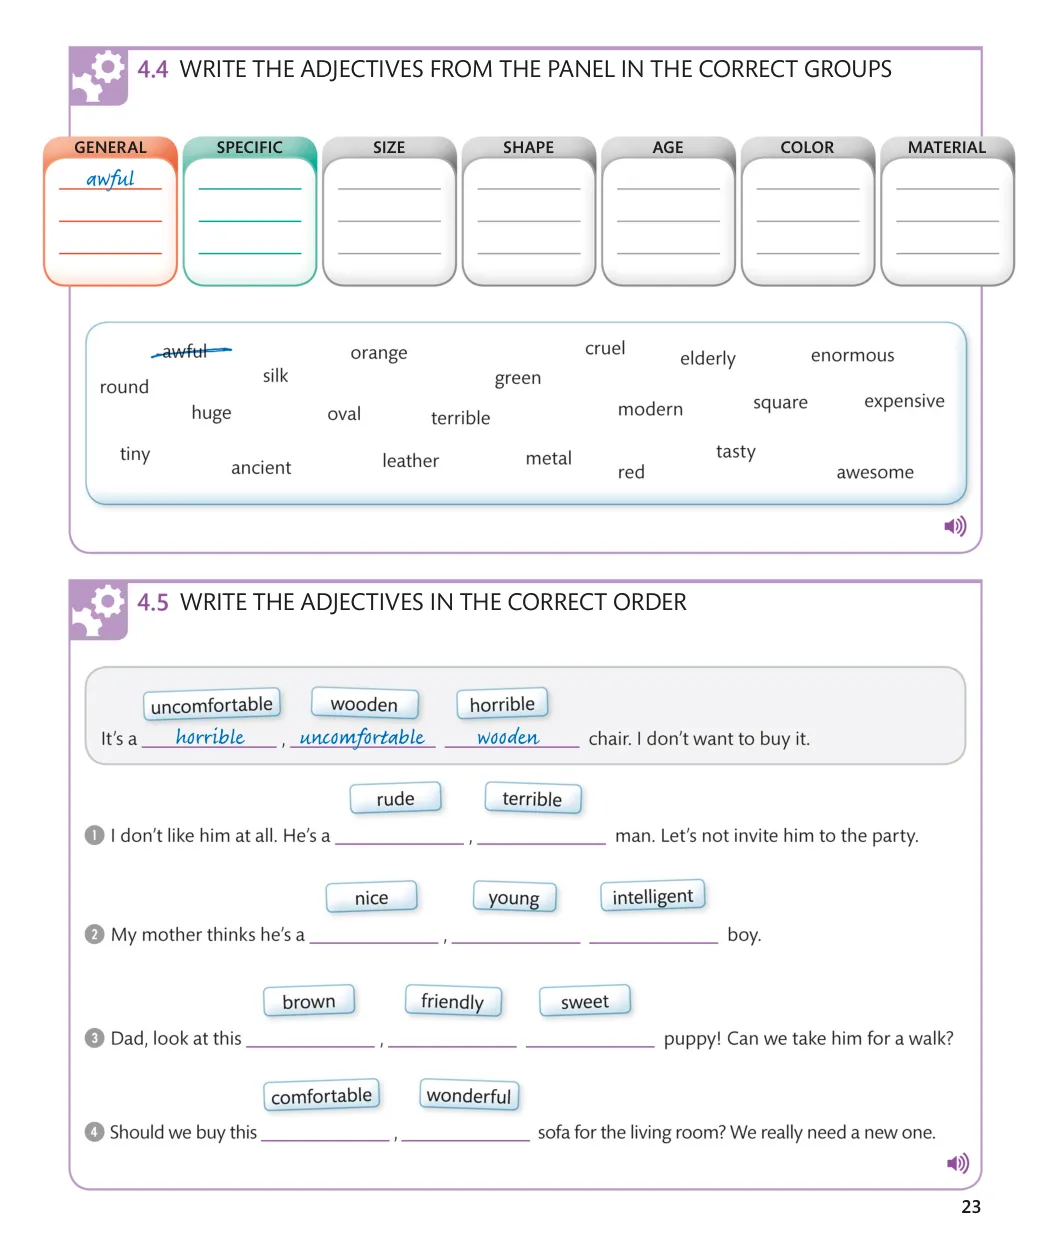 4.4 WRITE THE ADJECTIVES FROM THE PANEL IN THE CORRECT GROUPS
GENERAL SPECIFIC SIZE SHAPE AGE COLOR MATERIAL
awful
awful orange cruel elderly enormous
round silk green
huge oval terrible modern square expensive
tiny ancient leather metal red tasty awesome
4.5 WRITE THE ADJECTIVES IN THE CORRECT ORDER
uncomfortable wooden horrible
It's a horrible , uncomfortable wooden chair. I don't want to buy it.
rude terrible
1 I don't like him at all. He's a , man. Let's not invite him to the party.
nice young intelligent
2 My mother thinks he's a , boy.
brown friendly sweet
3 Dad, look at this , puppy! Can we take him for a walk?
comfortable wonderful
4 Should we buy this , sofa for the living room? We really need a new one.
23